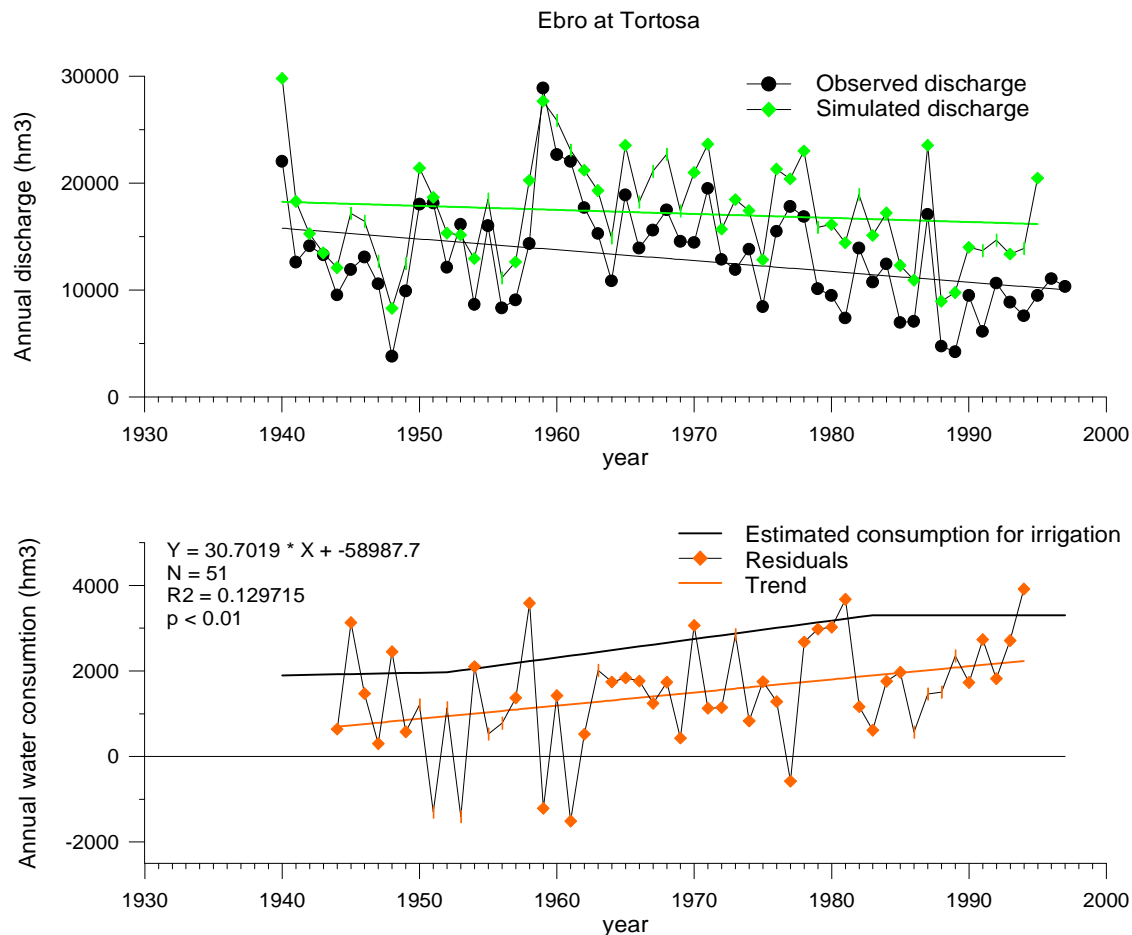 Ebro at Tortosa
Annual discharge (hm3)
30000
20000
10000
0
Observed discharge
Simulated discharge
1930 1940 1950 1960 1970 1980 1990 2000
year
Annual water consumtion (hm3)
4000
2000
0
-2000
Y = 30.7019 * X + -58987.7
N = 51
R2 = 0.129715
p < 0.01
Estimated consumption for irrigation
Residuals
Trend
1930 1940 1950 1960 1970 1980 1990 2000
year